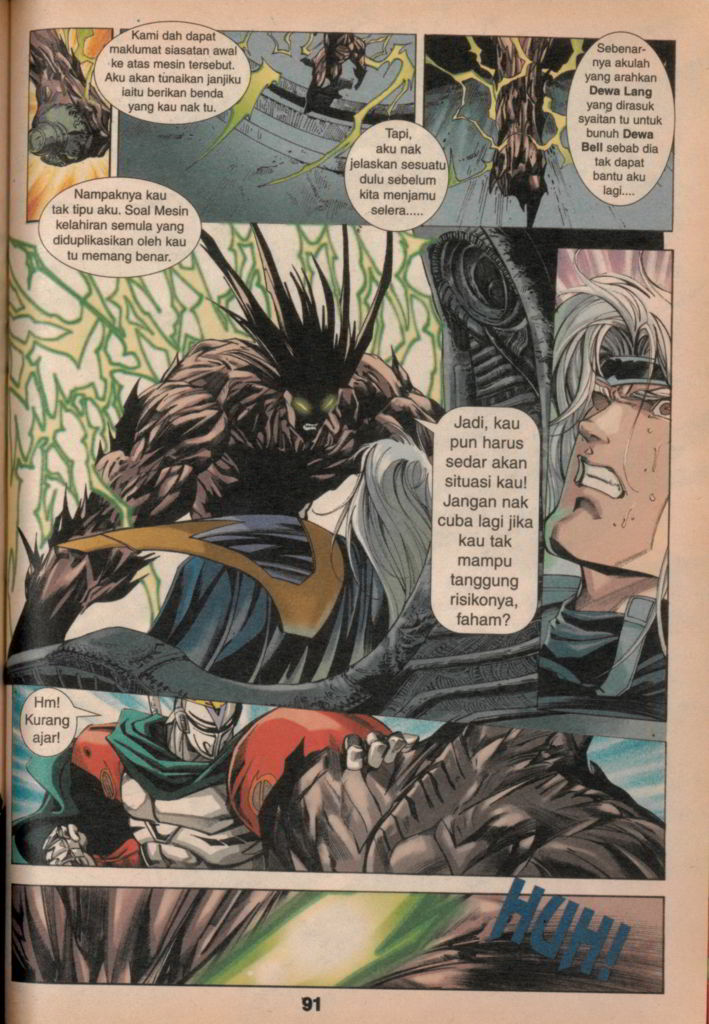 Kami dah dapat
maklumat siasatan awal
ke atas mesin tersebut.
Aku akan tunaikan janjiku
iaitu berikan benda
yang kau nak tu.
Tapi,
aku nak
jelaskan sesuatu
dulu sebelum
kita menjamu
selera.....
Sebenar-
nya akulah
yang arahkan
Dewa Lang
yang dirasuk
syaitan tu untuk
bunuh Dewa
Bell sebab dia
tak dapat
bantu aku
lagi....
Nampaknya kau
tak tipu aku. Soal Mesin
kelahiran semula yang
diduplikasikan oleh kau
tu memang benar.
Jadi, kau
pun harus
sedar akan
situasi kau!
Jangan nak
cuba lagi jika
kau tak
mampu
tanggung
risikonya,
faham?
Hm!
Kurang
ajar!
HUH!
91